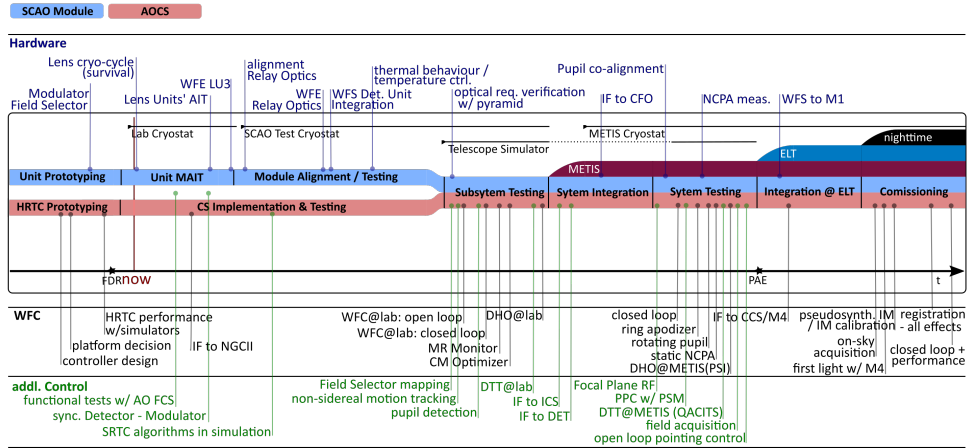 SCAO Module
AOCS
Hardware
Lens cryo-cycle
(survival)
Modulator
Field Selector
Lens Units' AIT
WFE LU3
alignment
Relay Optics
WFE
Relay Optics
WFS Det. Unit
Integration
thermal behaviour /
temperature ctrl.
optical req. verification
w/ pyramid
Pupil co-alignment
IF to CFO
NCPA meas.
WFS to M1
Lab Cryostat
SCAO Test Cryostat
Telescope Simulator
METIS Cryostat
nighttime
ELT
METIS
Unit Prototyping
Unit MAIT
Module Alignment / Testing
Subsytem Testing
Sytem Integration
Sytem Testing
Integration @ ELT
Comissioning
HRTC Prototyping
CS Implementation & Testing
FDR
now
PAE
t
WFC
HRTC performance
w/simulators
platform decision
controller design
IF to NGCII
WFC@lab: open loop
WFC@lab: closed loop
MR Monitor
CM Optimizer
DHO@lab
closed loop
ring apodizer
rotating pupil
static NCPA
DHO@METIS(PSI)
IF to CCS/M4
pseudosynth. IM
/ IM calibration
on-sky
acquisition
first light w/ M4
registration
- all effects
closed loop +
performance
addl. Control
functional tests w/ AO FCS
sync. Detector - Modulator
SRTC algorithms in simulation
Field Selector mapping
non-sidereal motion tracking
pupil detection
DTT@lab
IF to ICS
IF to DET
Focal Plane RF
PPC w/ PSM
DTT@METIS (QACITS)
field acquisition
open loop pointing control